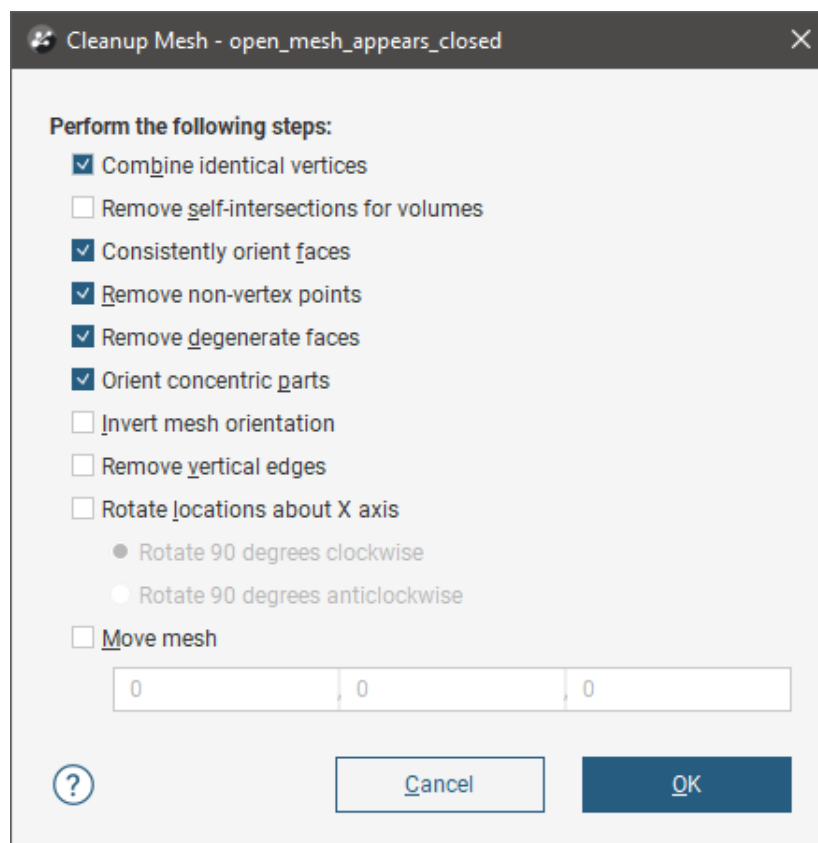 Cleanup Mesh - open_mesh_appears_closed
Perform the following steps:
Combine identical vertices
Remove self-intersections for volumes
Consistently orient faces
Remove non-vertex points
Remove degenerate faces
Orient concentric parts
Invert mesh orientation
Remove vertical edges
Rotate locations about X axis
Rotate 90 degrees clockwise
Rotate 90 degrees anticlockwise
Move mesh
0 , 0 , 0
? Cancel OK